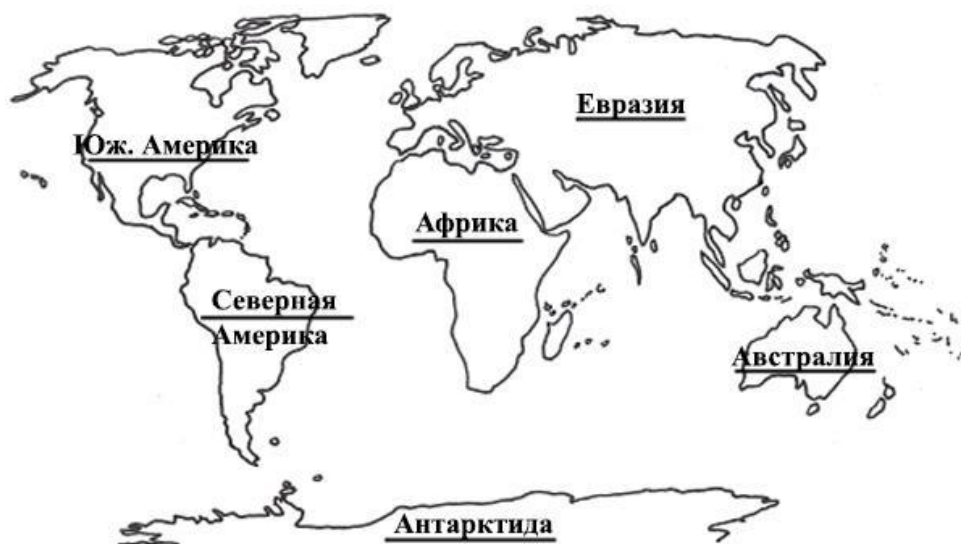 Евразия
Юж. Америка
Африка
Северная
Америка
Австралия
Антарктида